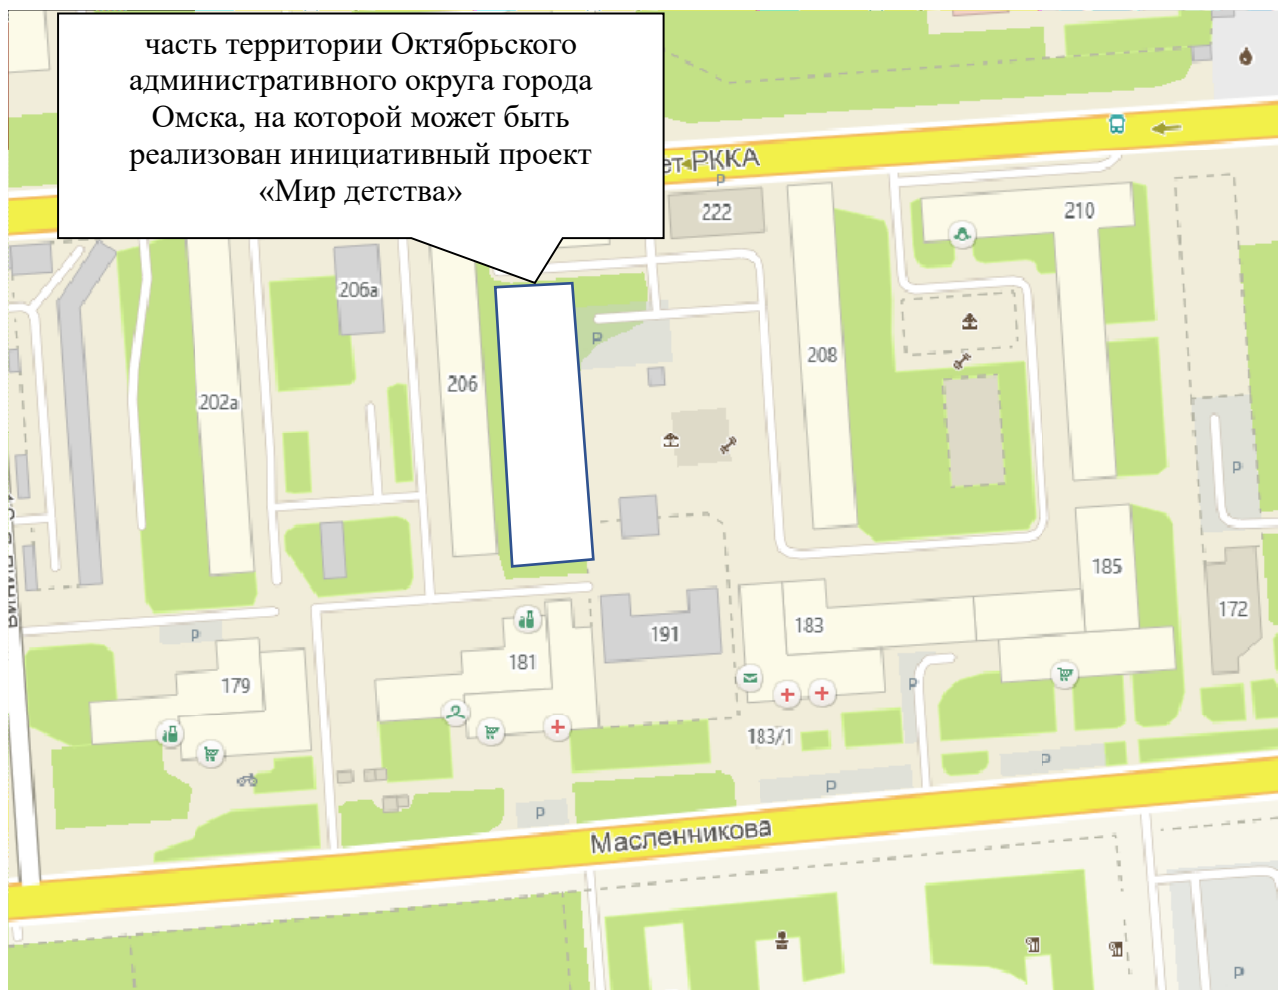 часть территории Октябрьского
административного округа города
Омска, на которой может быть
реализован инициативный проект
«Мир детства»
ет РККА
P
222
210
206а
P
208
206
202а
P
185
172
191
183
P
181
179
P
183/1
P
P
P
Масленникова
P